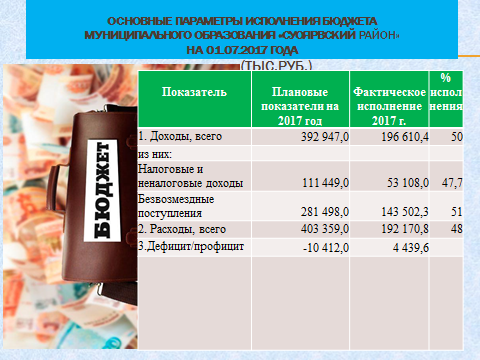 ОСНОВНЫЕ ПАРАМЕТРЫ ИСПОЛНЕНИЯ БЮДЖЕТА
МУНИЦИПАЛЬНОГО ОБРАЗОВАНИЯ «СУОЯРВСКИЙ РАЙОН»
НА 01.07.2017 ГОДА
(ТЫС.РУБ.)
Показатель Плановые показатели на 2017 год Фактическое исполнение 2017 г. % исполнения
1. Доходы, всего 392 947,0 196 610,4 50
из них:
Налоговые и неналоговые доходы 111 449,0 53 108,0 47,7
Безвозмездные поступления 281 498,0 143 502,3 51
2. Расходы, всего 403 359,0 192 170,8 48
3.Дефицит/профицит -10 412,0 4 439,6
БЮДЖЕТ